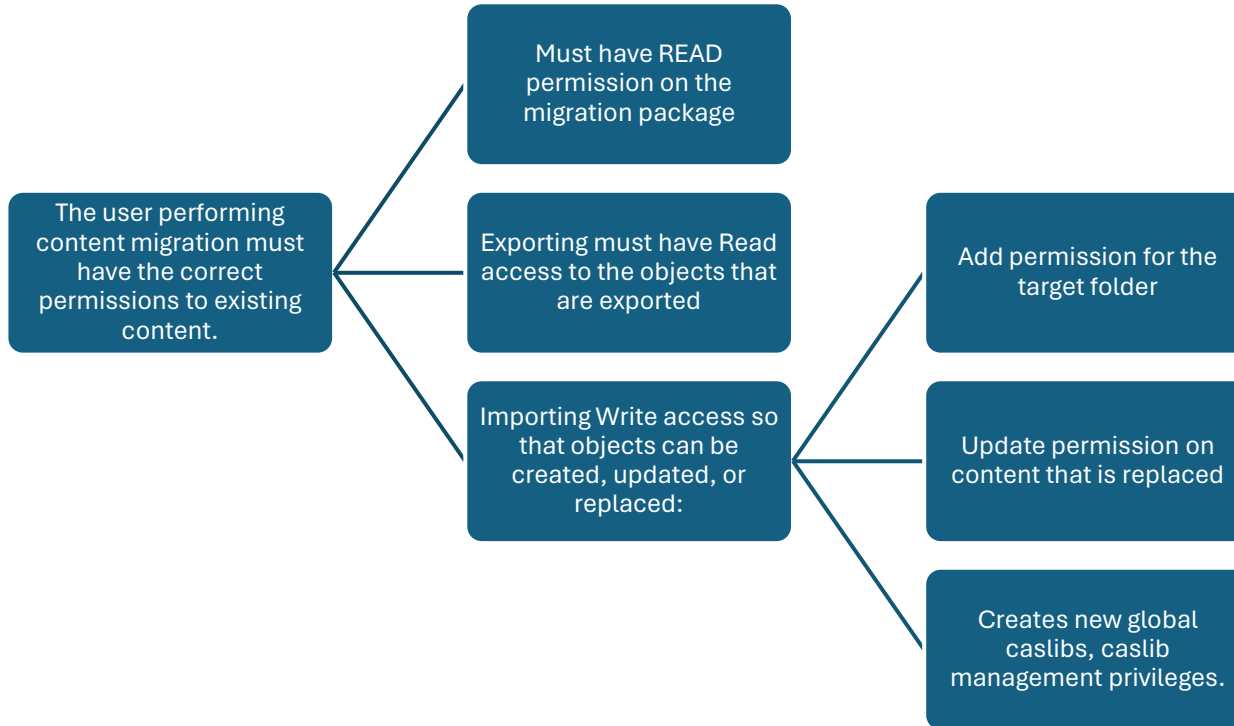 The user performing
content migration must
have the correct
permissions to existing
content.
Must have READ
permission on the
migration package
Exporting must have Read
access to the objects that
are exported
Importing Write access so
that objects can be
created, updated, or
replaced:
Add permission for the
target folder
Update permission on
content that is replaced
Creates new global
caslibs, caslib
management privileges.